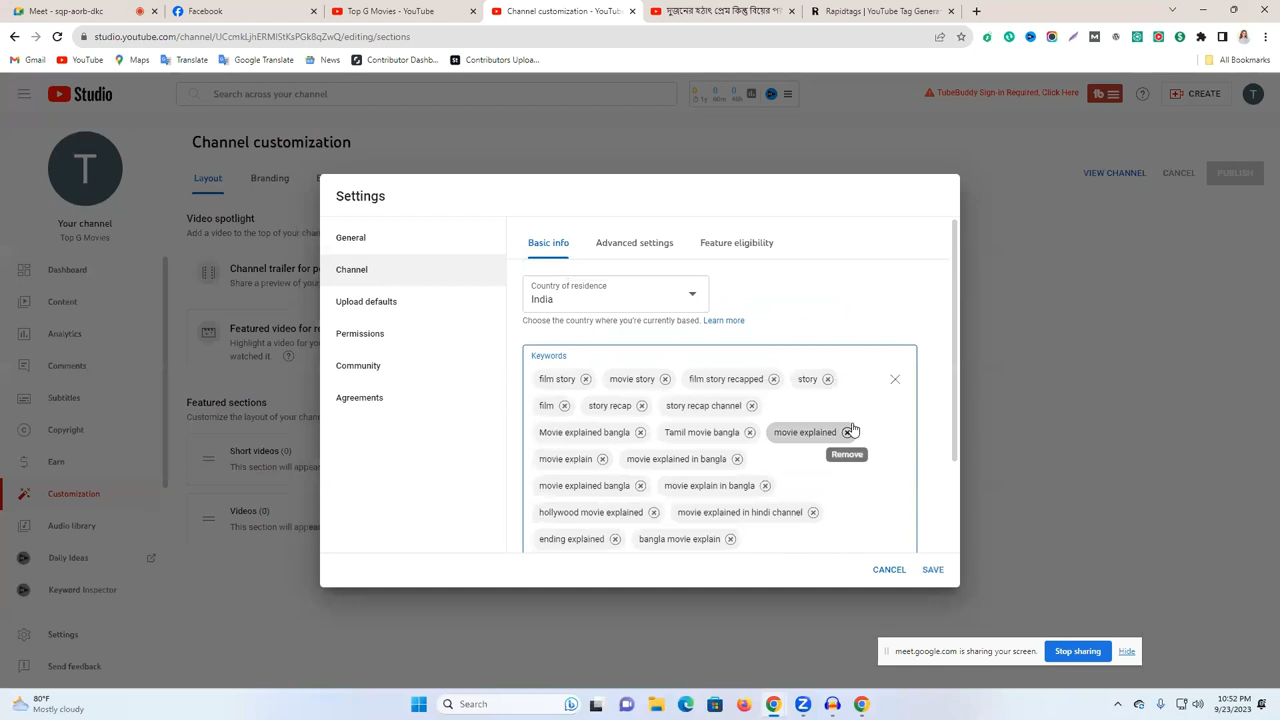 Meet - sqp-aorb-dzc
Facebook
Top G Movies - YouTube
Channel customization - YouTube
দুজনের হঠাৎ প্রেম কিন্তু বিয়ের প
Rapidtags | YouTube Tag Genera
studio.youtube.com/channel/UCcmkLjhERMIStKsPGk8qZwQ/editing/sections
Gmail YouTube Maps Translate Google Translate News Contributor Dashb... Contributors Uploa... All Bookmarks
Studio
Search across your channel
TubeBuddy Sign-in Required, Click Here
CREATE
T
Channel customization
Layout
Branding
VIEW CHANNEL
CANCEL
PUBLISH
T
Your channel
Top G Movies
Dashboard
Content
Analytics
Comments
Subtitles
Copyright
Earn
Customization
Audio library
Daily Ideas
Keyword Inspector
Settings
Send feedback
Video spotlight
Add a video to the top of your chan
Channel trailer for p
Share a preview of your
Featured video for re
Highlight a video for
watched it.
Featured sections
Customize the layout of your chan
Short videos (0)
This section will appear
Videos (0)
This section will appear
Settings
General
Channel
Upload defaults
Permissions
Community
Agreements
Basic info
Advanced settings
Feature eligibility
Country of residence
India
Choose the country where you're currently based. Learn more
Keywords
film story movie story film story recapped story
film story recap story recap channel
Movie explained bangla Tamil movie bangla movie explained
Remove
movie explain movie explained in bangla
movie explained bangla movie explain in bangla
hollywood movie explained movie explained in hindi channel
ending explained bangla movie explain
CANCEL
SAVE
meet.google.com is sharing your screen.
Stop sharing
Hide
80°F
Mostly cloudy
Search
10:52 PM
9/23/2023